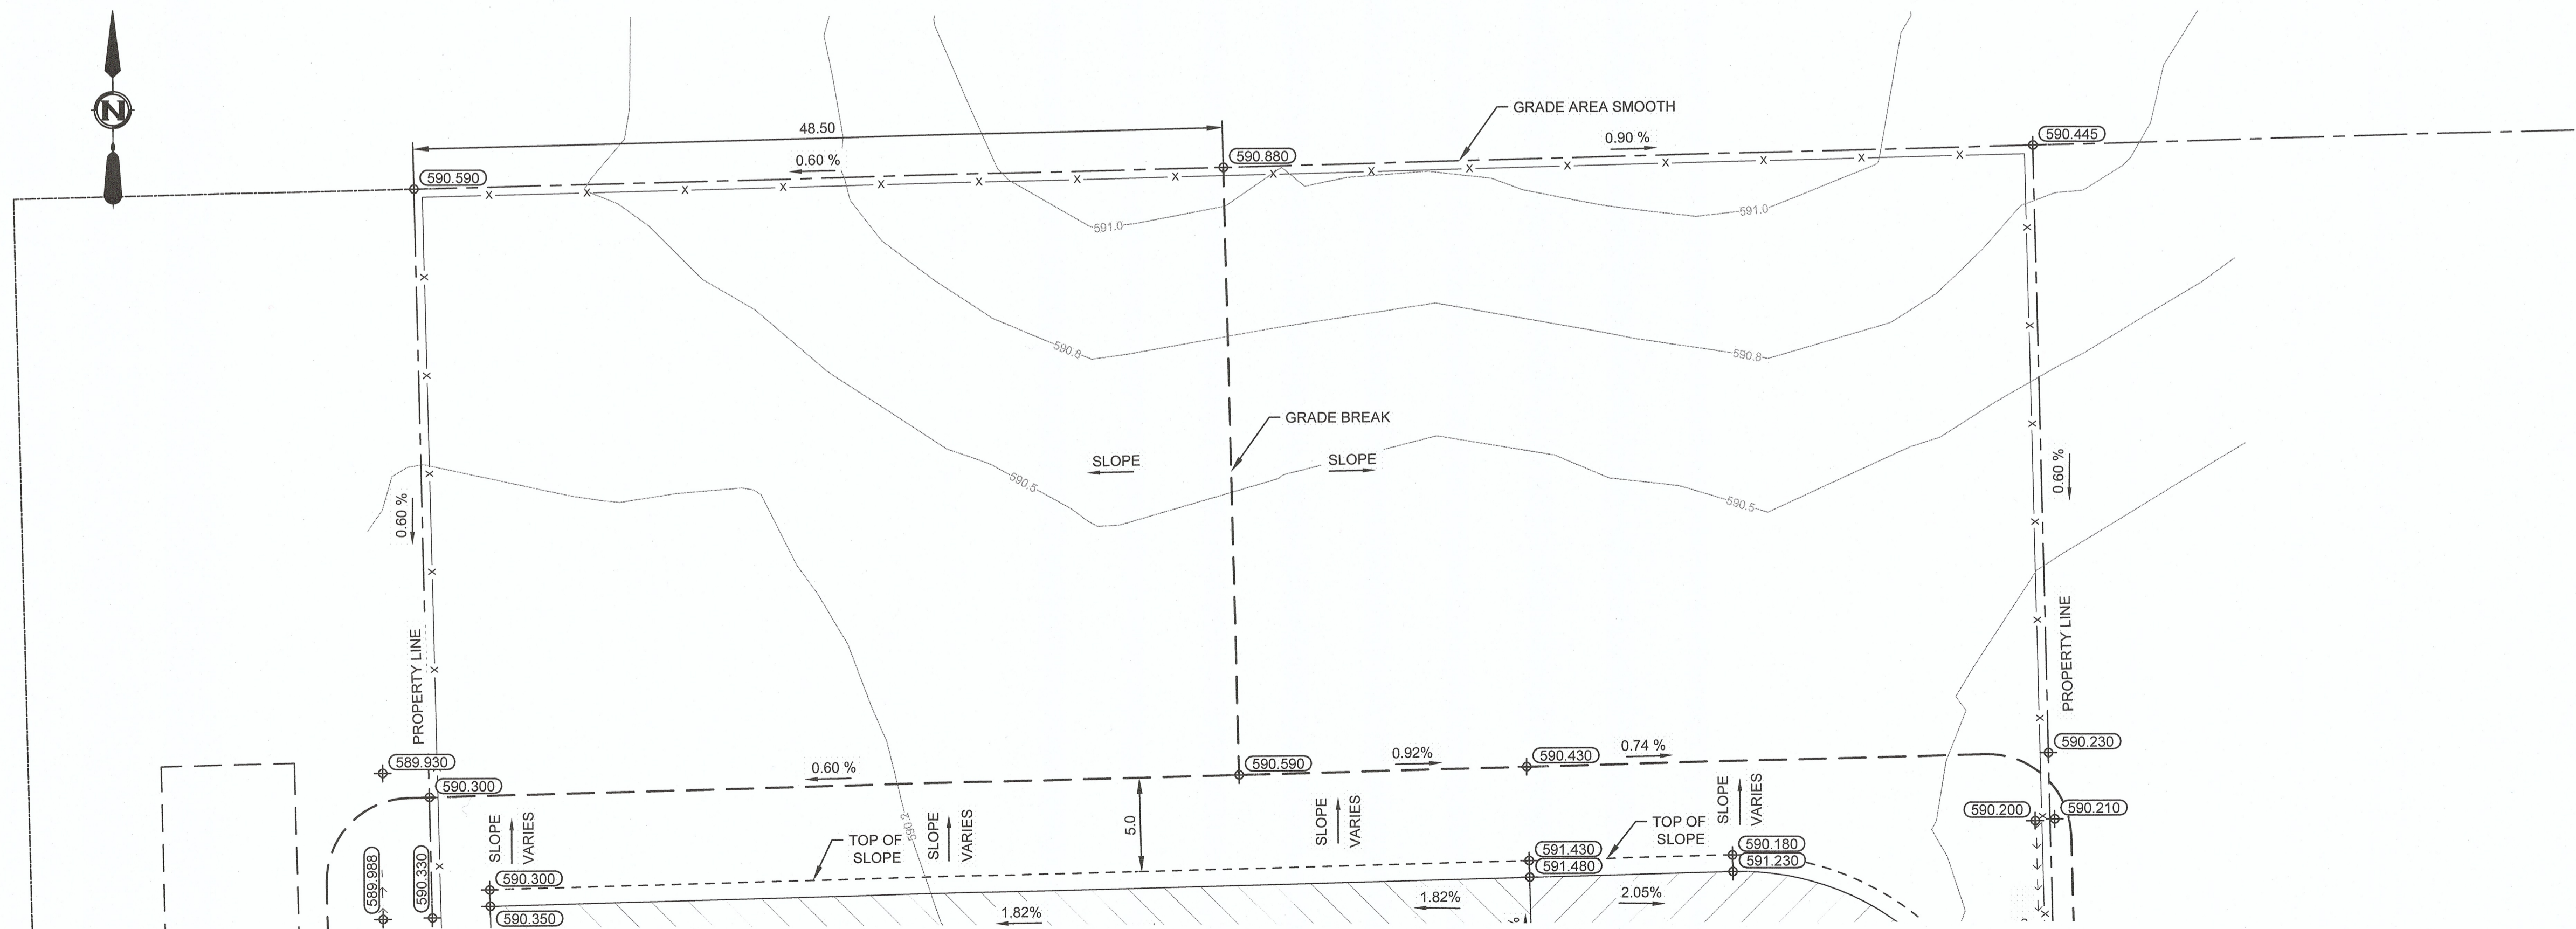 N
48.50
GRADE AREA SMOOTH
0.60 %
0.90 %
590.445
590.880
590.590
591.0
591.0
590.8
590.8
GRADE BREAK
SLOPE
SLOPE
590.5
590.5
0.60 %
0.60 %
PROPERTY LINE
PROPERTY LINE
589.930
590.300
0.60 %
590.590
0.92%
590.430
0.74 %
590.230
590.200
590.210
SLOPE
VARIES
SLOPE
VARIES
SLOPE
VARIES
SLOPE
VARIES
590.2
5.0
TOP OF
SLOPE
TOP OF
SLOPE
589.988
590.330
590.300
590.350
591.430
591.480
590.180
591.230
1.82%
1.82%
2.05%